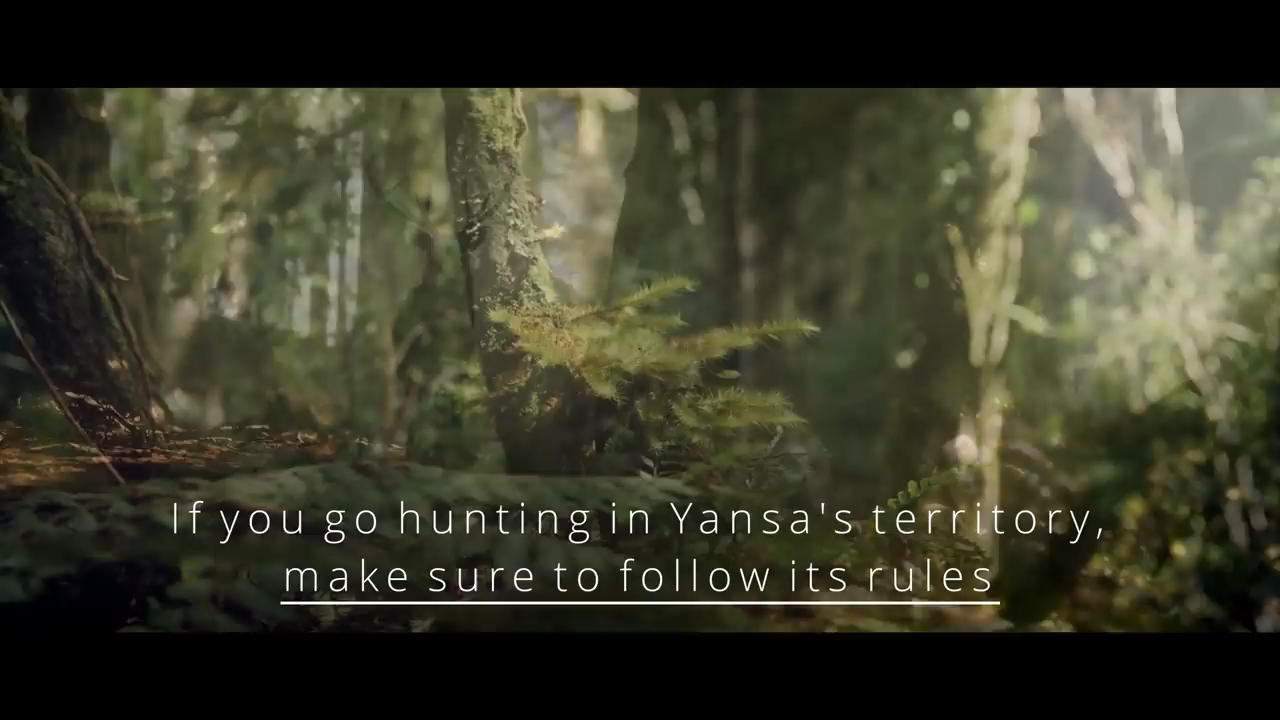 If you go hunting in Yansa's territory,
make sure to follow its rules